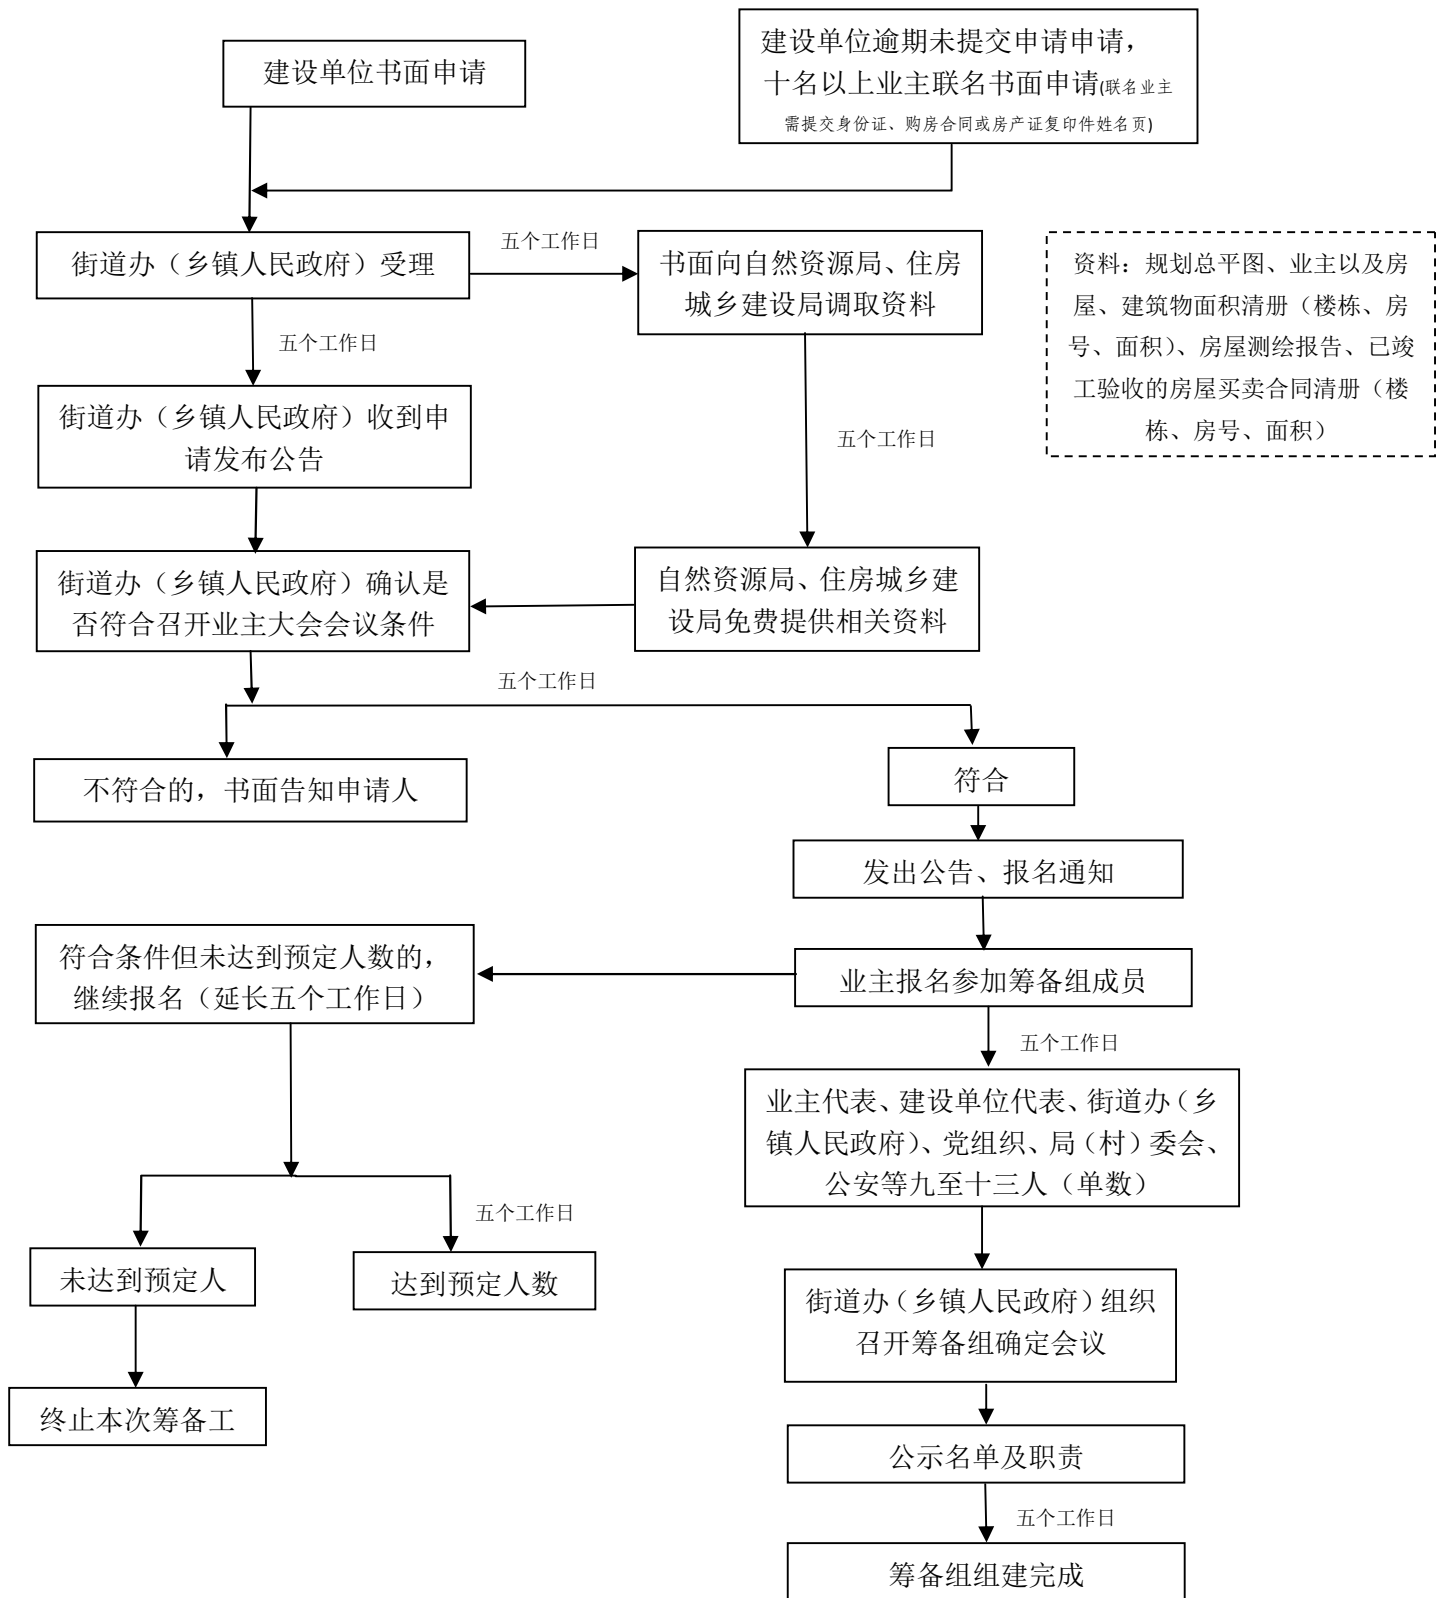 建设单位书面申请
建设单位逾期未提交申请申请，
十名以上业主联名书面申请(联名业主
需提交身份证、购房合同或房产证复印件姓名页)
街道办（乡镇人民政府）受理
五个工作日
书面向自然资源局、住房
城乡建设局调取资料
资料：规划总平图、业主以及房
屋、建筑物面积清册（楼栋、房
号、面积）、房屋测绘报告、已竣
工验收的房屋买卖合同清册（楼
栋、房号、面积）
五个工作日
街道办（乡镇人民政府）收到申
请发布公告
五个工作日
街道办（乡镇人民政府）确认是
否符合召开业主大会会议条件
自然资源局、住房城乡建
设局免费提供相关资料
五个工作日
不符合的，书面告知申请人
符合
发出公告、报名通知
符合条件但未达到预定人数的，
继续报名（延长五个工作日）
业主报名参加筹备组成员
五个工作日
业主代表、建设单位代表、街道办（乡
镇人民政府）、党组织、局（村）委会、
公安等九至十三人（单数）
五个工作日
未达到预定人
达到预定人数
街道办（乡镇人民政府）组织
召开筹备组确定会议
终止本次筹备工
公示名单及职责
五个工作日
筹备组组建完成